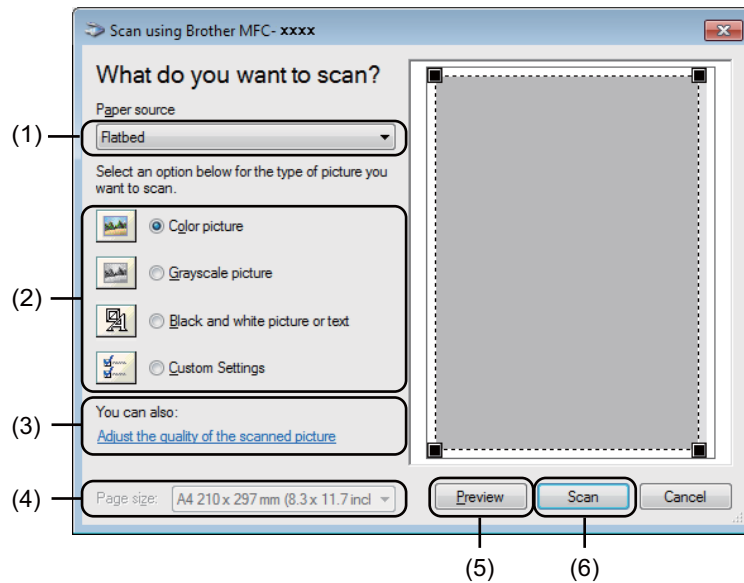 Scan using Brother MFC- xxxx
What do you want to scan?
Paper source
(1)
Flatbed
Select an option below for the type of picture you
want to scan.
(2)
Color picture
Grayscale picture
Black and white picture or text
Custom Settings
(3)
You can also:
Adjust the quality of the scanned picture
(4)
Page size: A4 210 x 297 mm (8.3 x 11.7 incl
Preview
Scan
Cancel
(5)
(6)